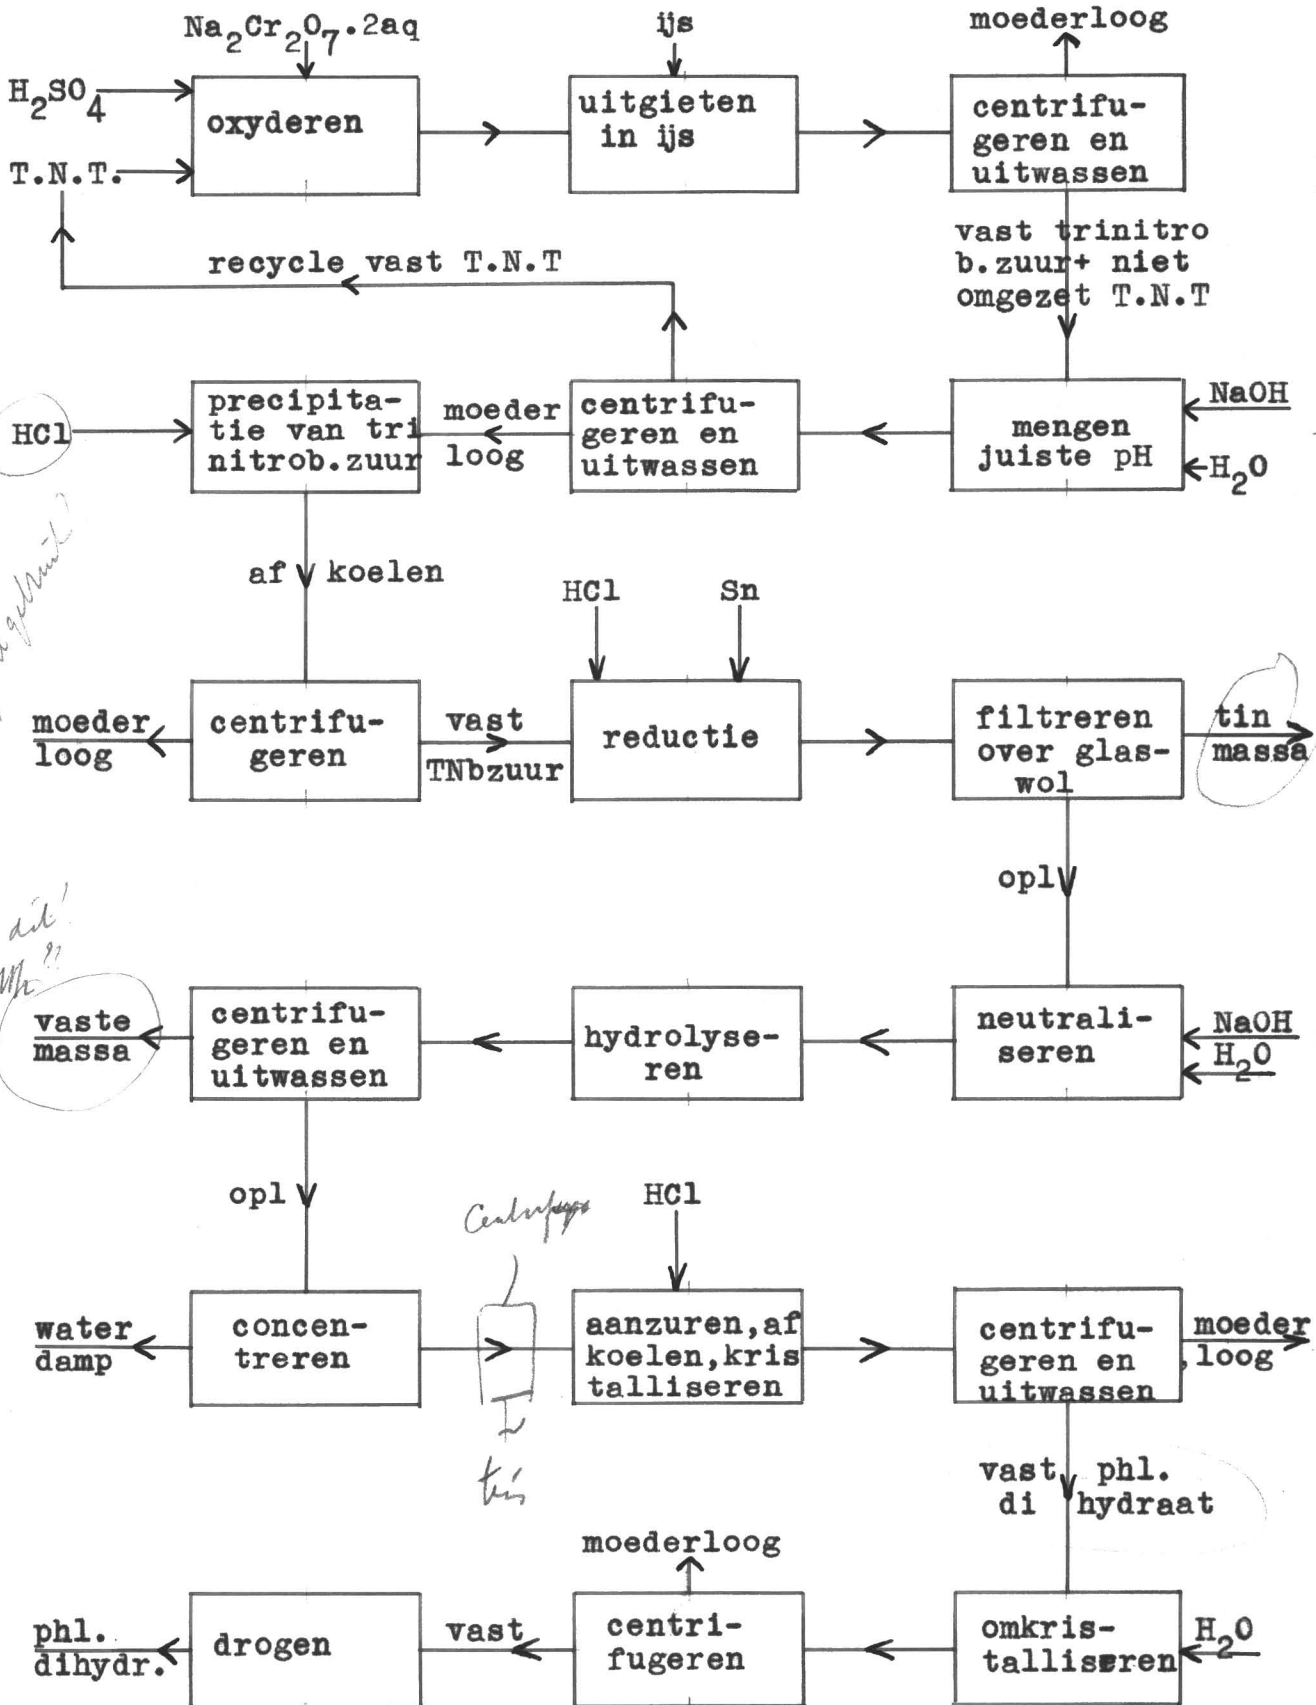 Na2Cr2O7.2aq
ijs
moederloog
H2SO4
T.N.T.
oxyderen
uitgieten
in ijs
centrifu-
geren en
uitwassen
vast trinitro
b.zuur+ niet
omgezet T.N.T
recycle vast T.N.T
HCl
precipita-
tie van tri
nitrob.zuur
moeder
loog
centrifu-
geren en
uitwassen
mengen
juiste pH
NaOH
H2O
af koelen
HCl
Sn
moeder
loog
centrifu-
geren
vast
TNbzuur
reductie
filtreren
over glas-
wol
tin
massa
opl
dit!
??
vaste
massa
centrifu-
geren en
uitwassen
hydrolyse-
ren
neutrali-
seren
NaOH
H2O
opl
HCl
water
damp
concen-
treren
aanzuren,af
koelen,kris
talliseren
centrifu-
geren en
uitwassen
moeder
loog
vast phl.
di hydraat
moederloog
phl.
dihydr.
drogen
vast
centri-
fugeren
omkris-
talliseren
H2O